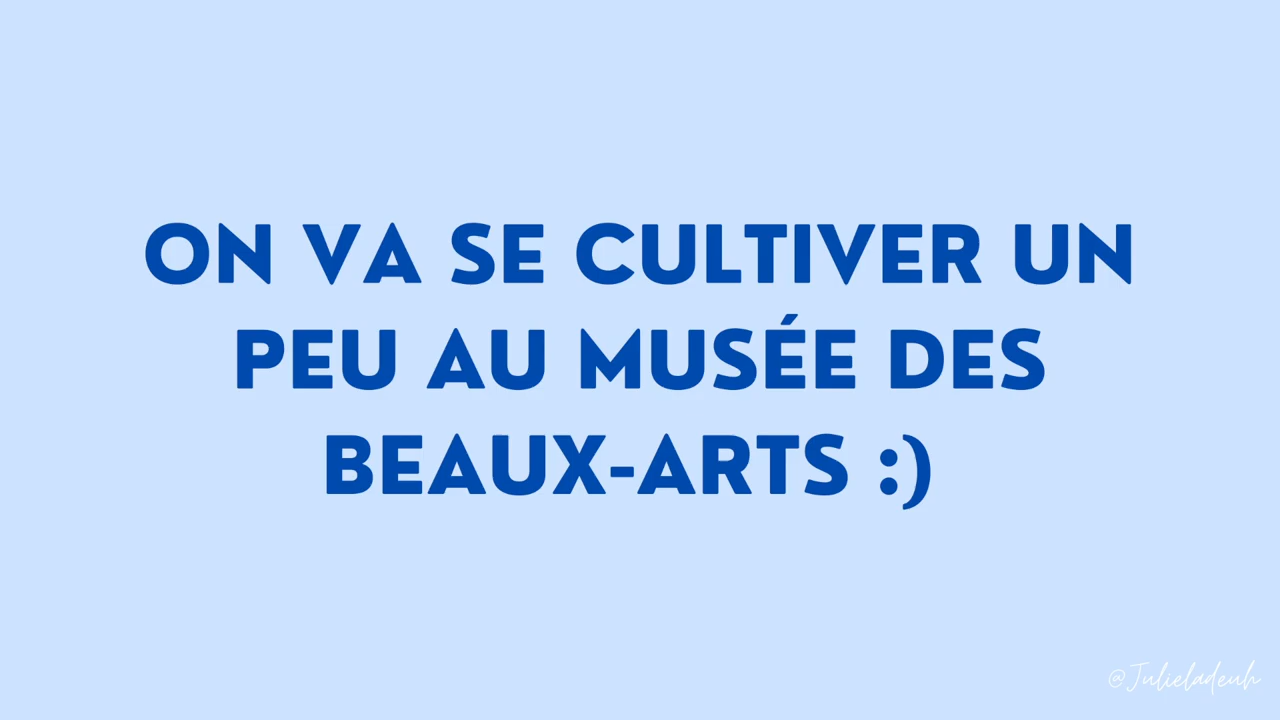 ON VA SE CULTIVER UN
PEU AU MUSÉE DES
BEAUX-ARTS :)
@Julieladeuh